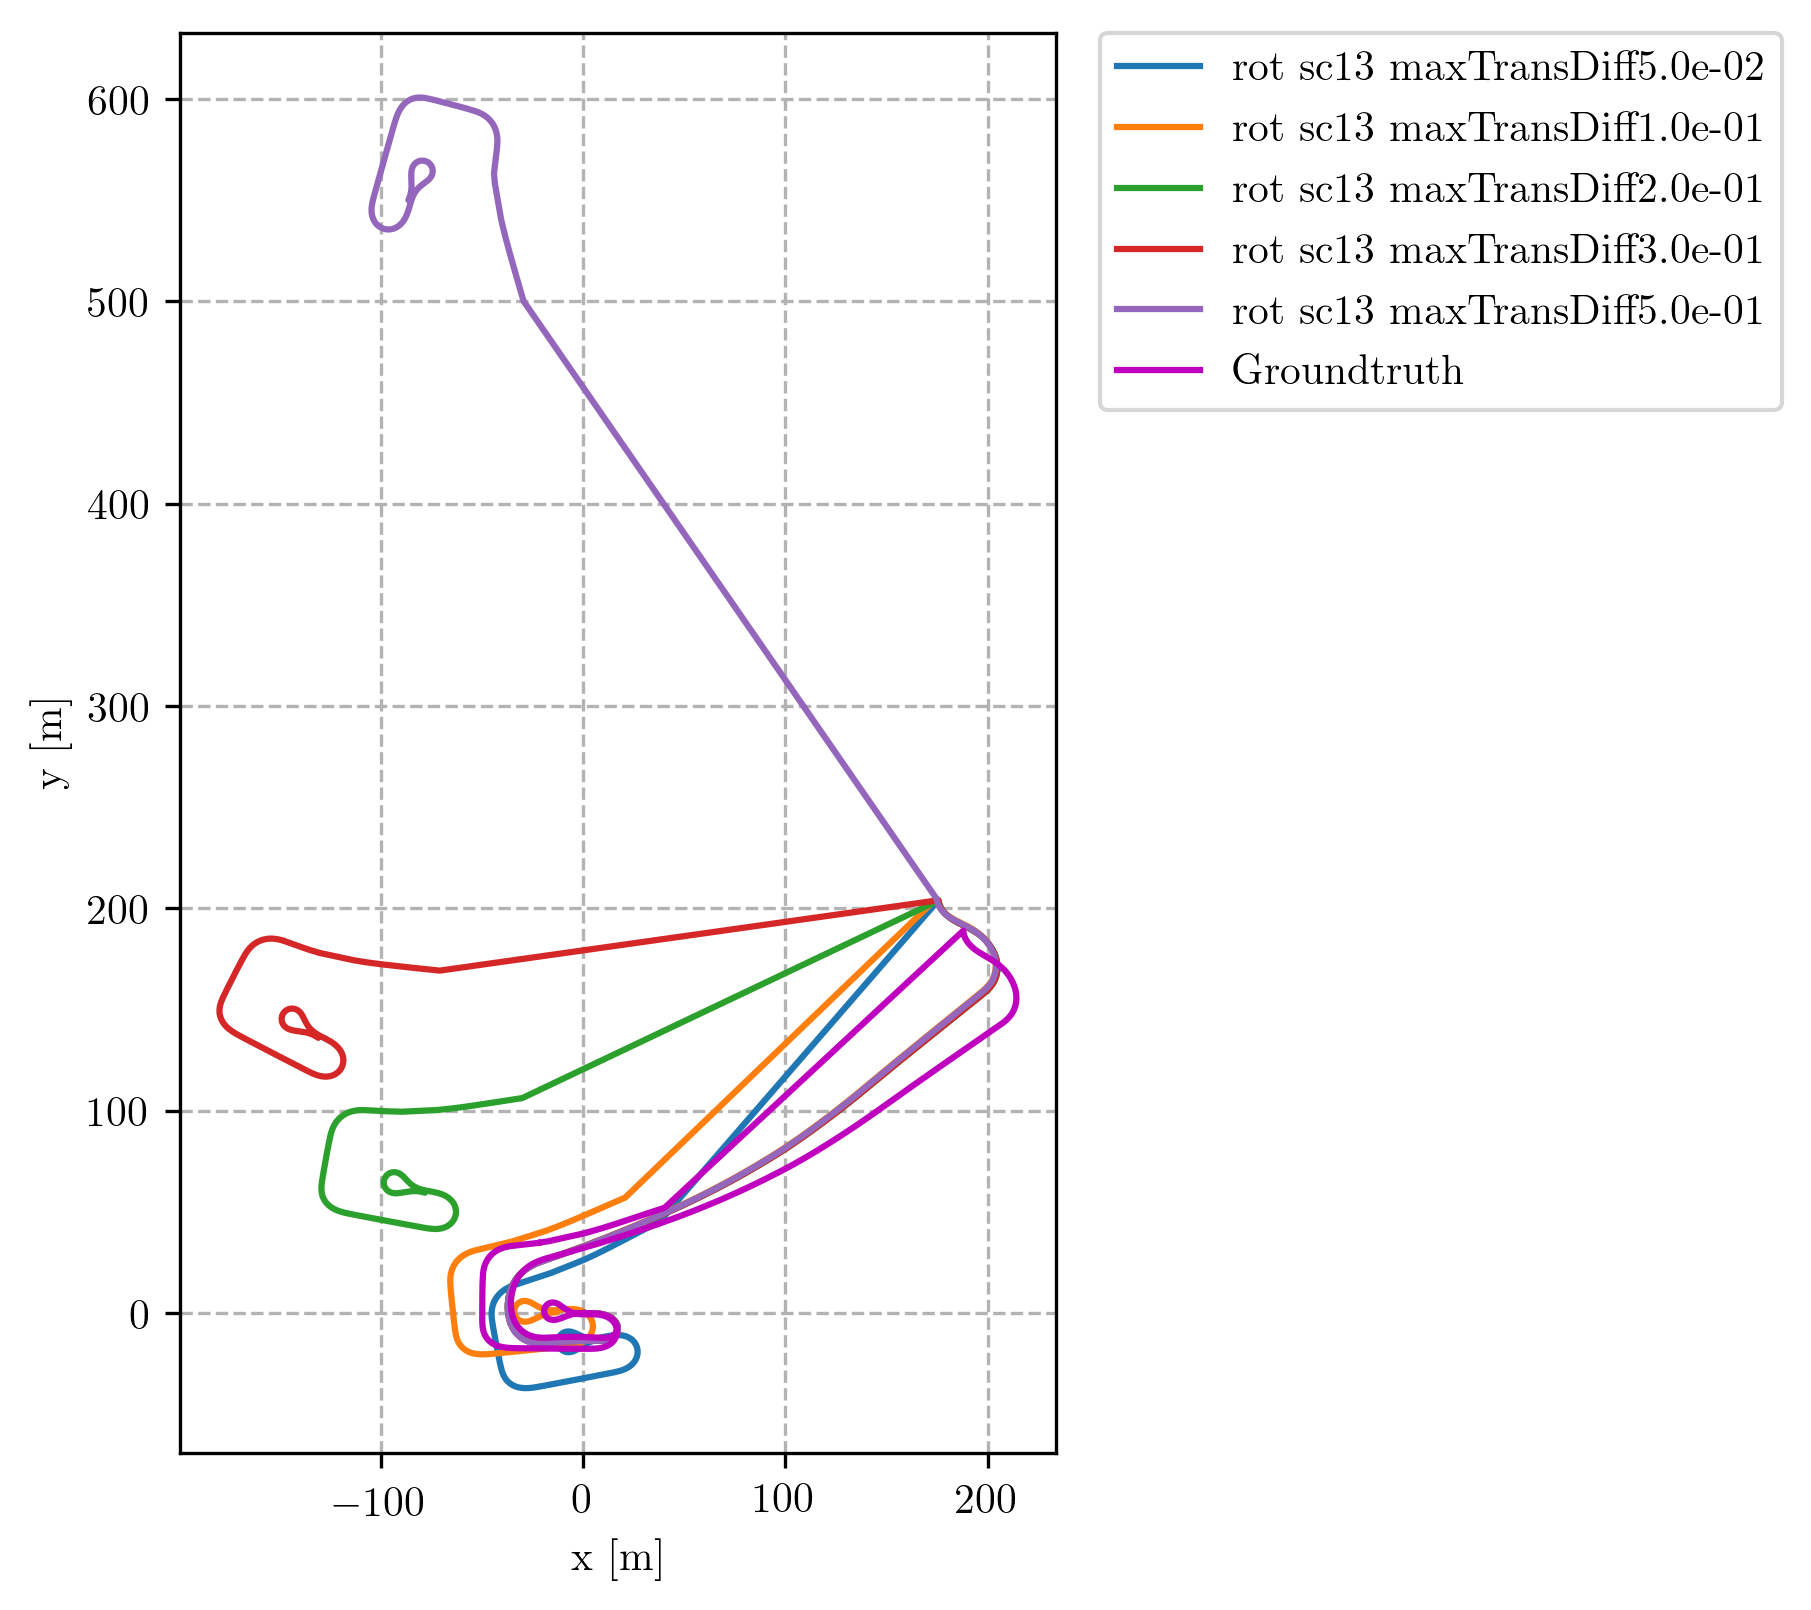 600
500
400
300
200
100
0
y [m]
−100
0
100
200
x [m]
rot sc13 maxTransDiff5.0e-02
rot sc13 maxTransDiff1.0e-01
rot sc13 maxTransDiff2.0e-01
rot sc13 maxTransDiff3.0e-01
rot sc13 maxTransDiff5.0e-01
Groundtruth